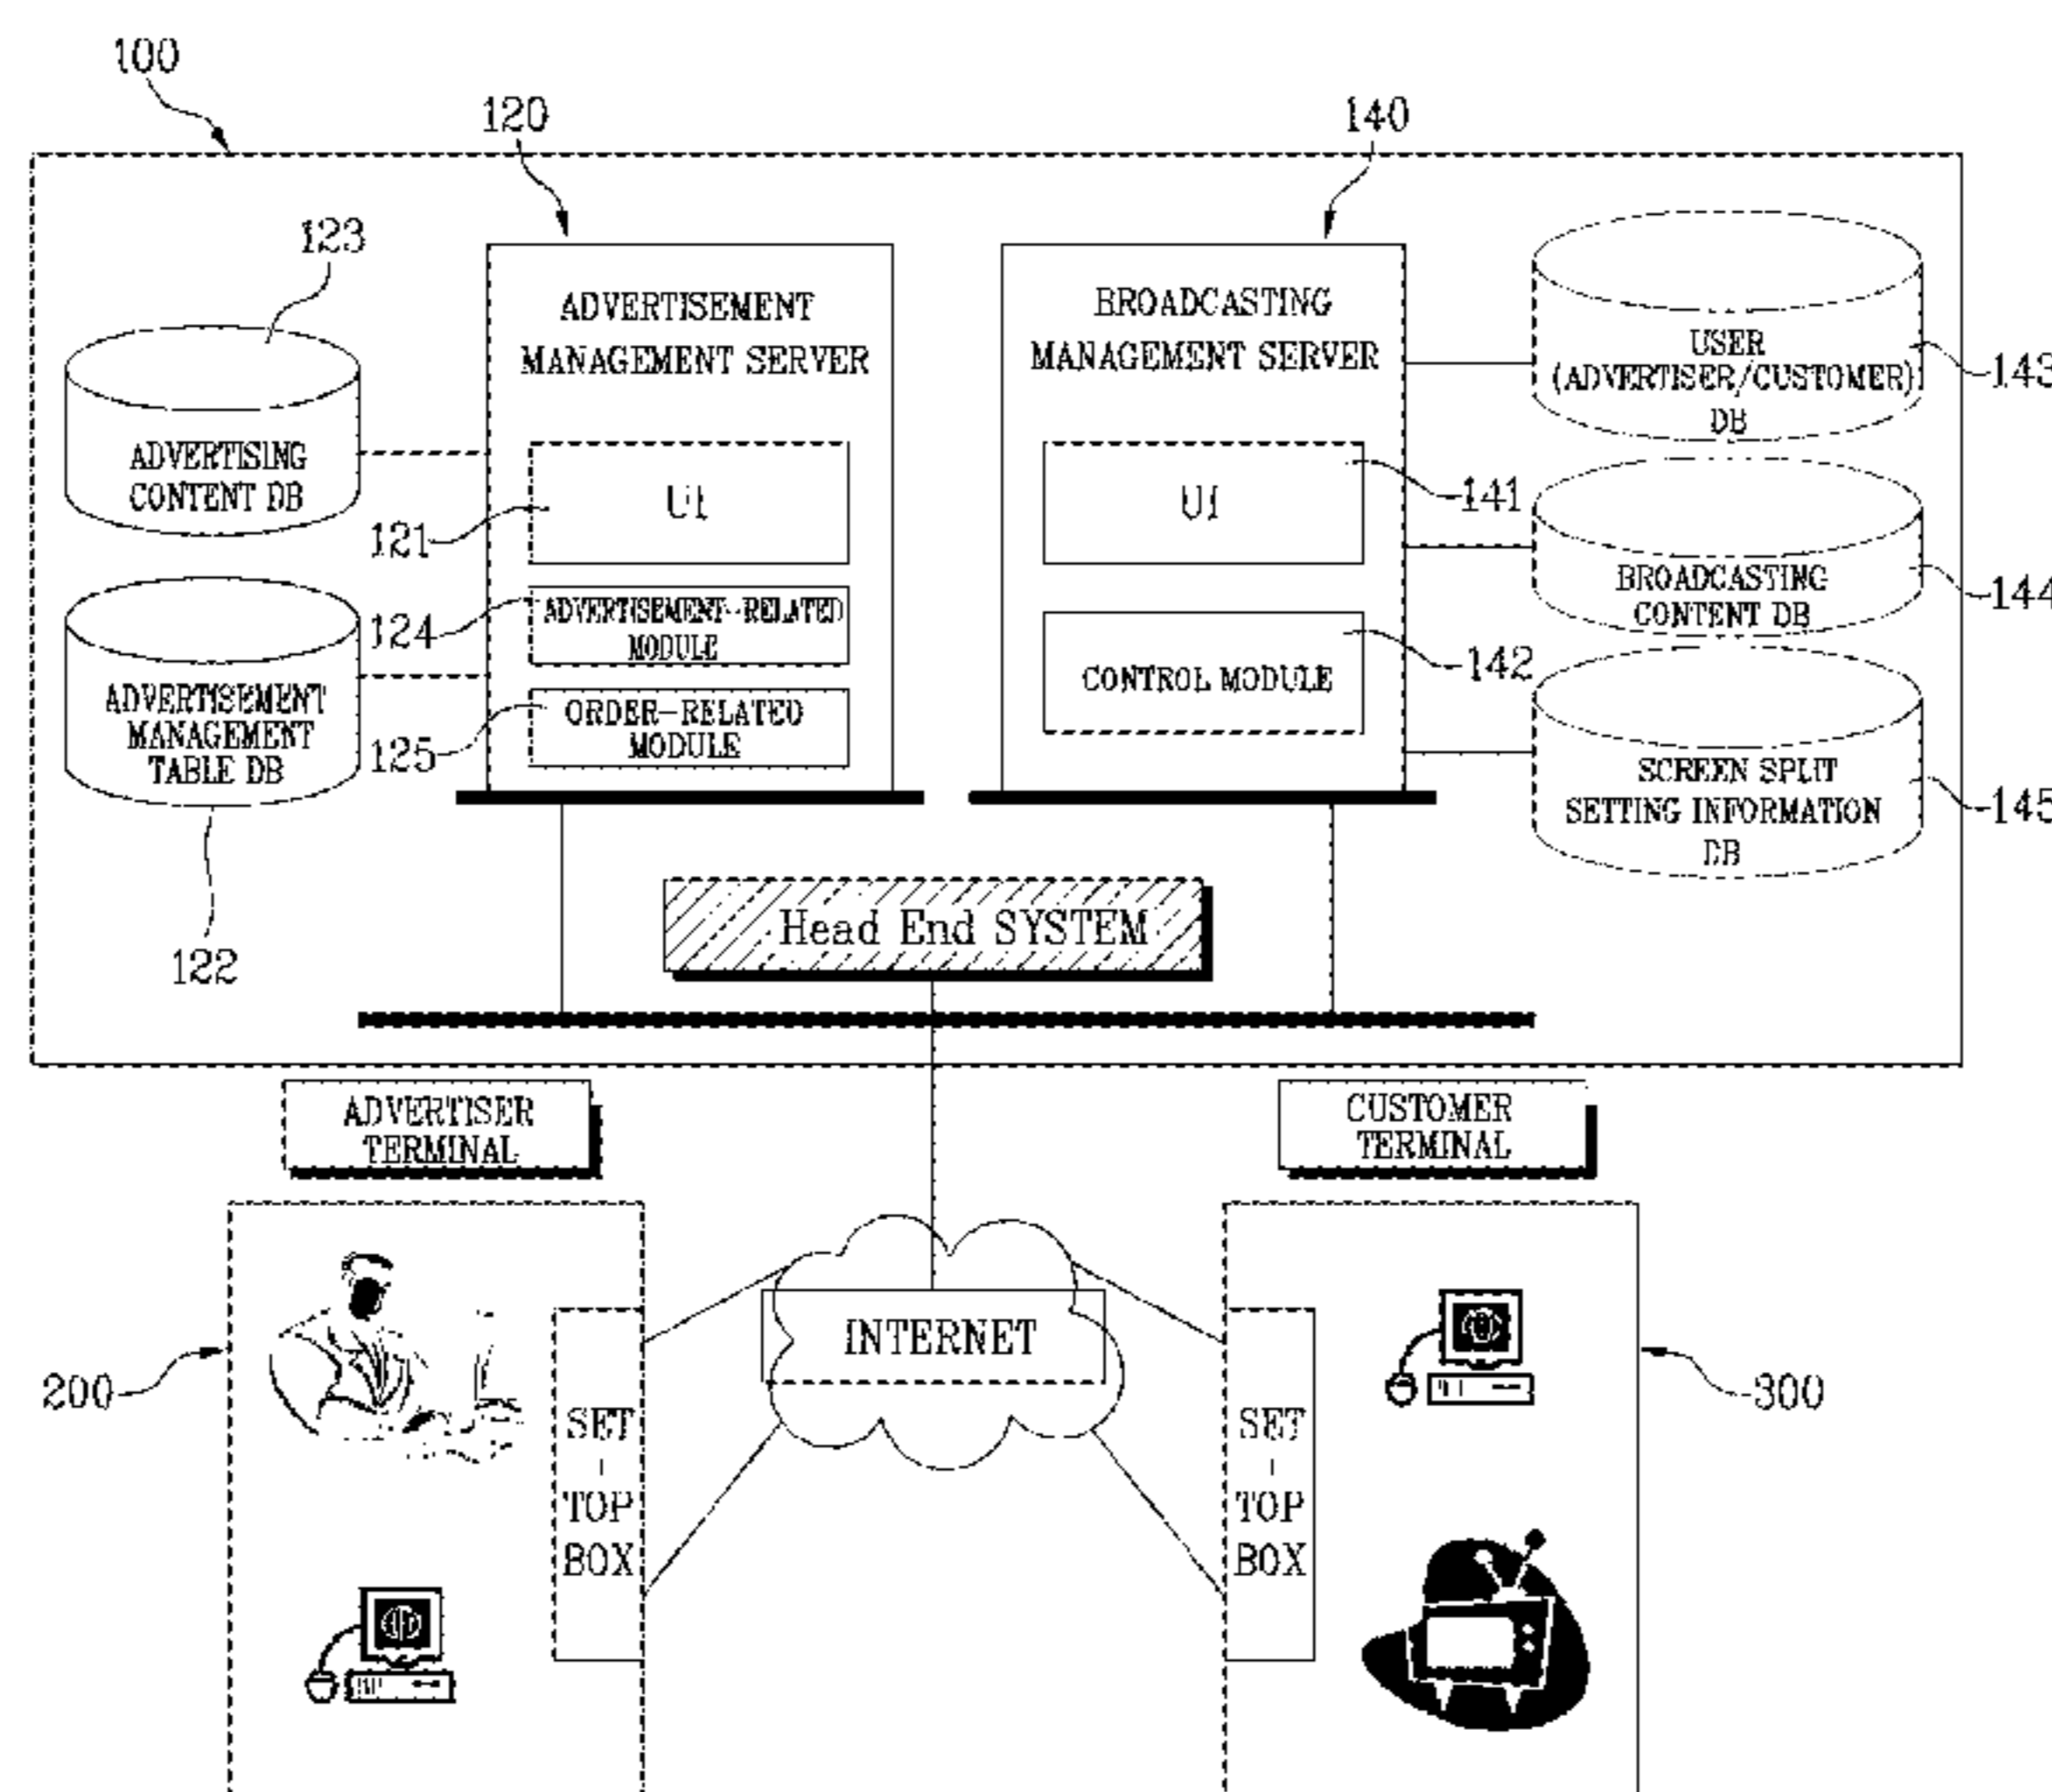 100
120
140
123
ADVERTISEMENT
MANAGEMENT SERVER
BROADCASTING
MANAGEMENT SERVER
USER
(ADVERTISER/CUSTOMER)
DB
143
ADVERTISING
CONTENT DB
UI
121
UI
141
BROADCASTING
CONTENT DB
144
ADVERTISEMENT-RELATED
MODULE
124
CONTROL MODULE
142
ADVERTISEMENT
MANAGEMENT
TABLE DB
ORDER-RELATED
MODULE
125
SCREEN SPLIT
SETTING INFORMATION
DB
145
122
Head End SYSTEM
ADVERTISER
TERMINAL
CUSTOMER
TERMINAL
INTERNET
200
300
SET
-
TOP
BOX
SET
-
TOP
BOX